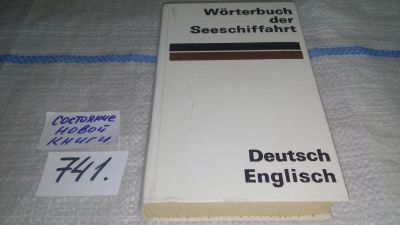 Wörterbuch
der
Seeschiffahrt
Deutsch
Englisch
СОСТОЯНИЕ
НОВОЙ
КНИГИ
741.